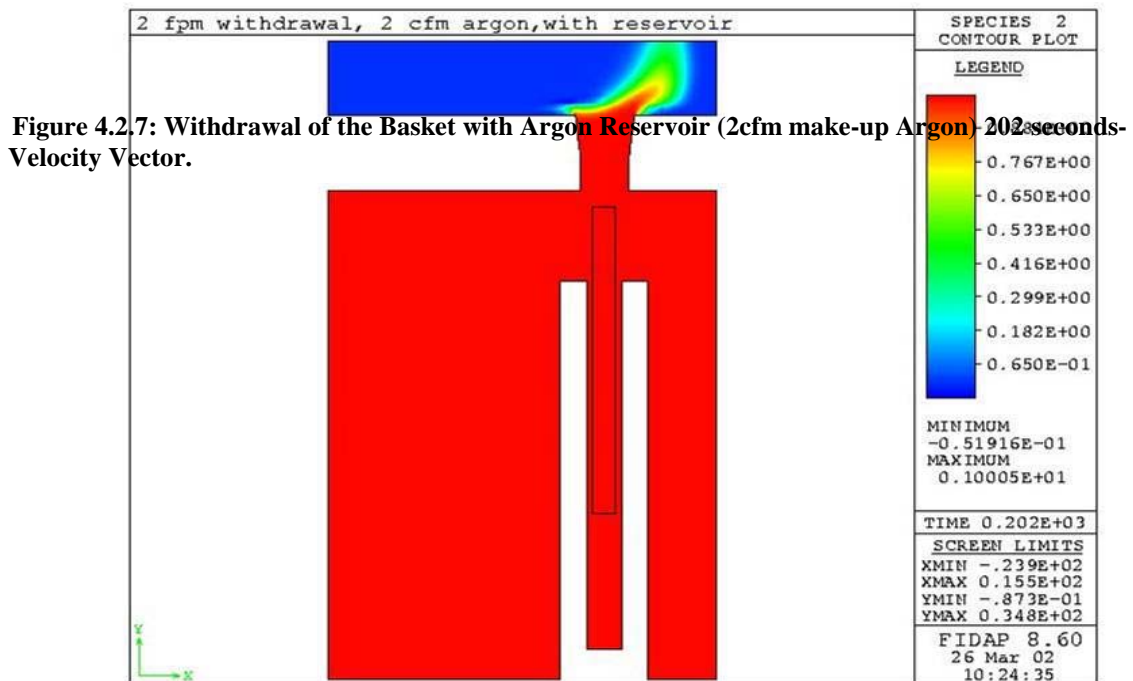 2 fpm withdrawal, 2 cfm argon,with reservoir
SPECIES 2
CONTOUR PLOT
LEGEND
Figure 4.2.7: Withdrawal of the Basket with Argon Reservoir (2cfm make-up Argon) 202 seconds-
Velocity Vector.
0.767E+00
0.650E+00
0.533E+00
0.416E+00
0.299E+00
0.182E+00
0.650E-01
MINIMUM
-0.51916E-01
MAXIMUM
0.10005E+01
TIME 0.202E+03
SCREEN LIMITS
XMIN -.239E+02
XMAX 0.155E+02
YMIN -.873E-01
YMAX 0.348E+02
FIDAP 8.60
26 Mar 02
10:24:35
Y
X